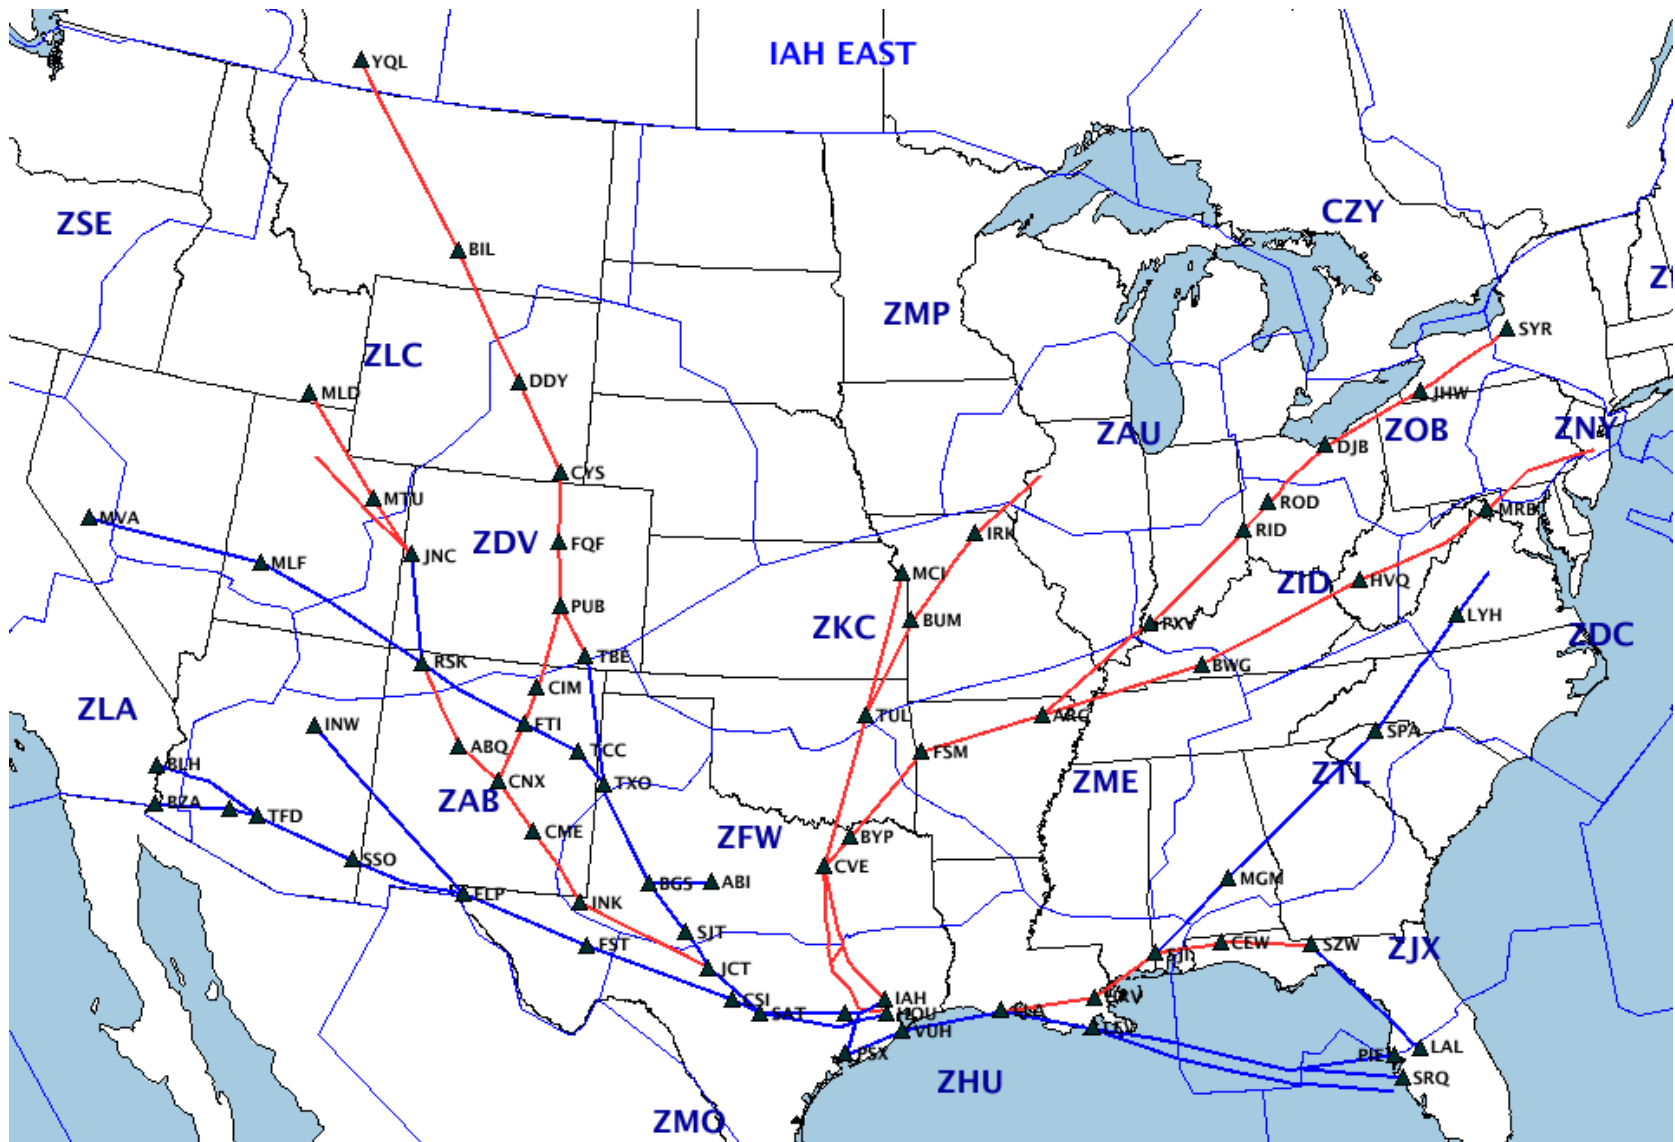 IAH EAST
YQL
CZY
ZSE
BIL
ZMP
SYR
ZLC
DDY
MLD
JHW
ZOB
ZNY
ZAU
DJB
CYS
MTU
ROD
MRB
MVA
RID
ZDV
FQF
IRK
JNC
MLF
MCI
ZID
HVQ
PUB
BUM
ZKC
PXV
LYH
ZDC
TBE
RSK
BWG
CIM
ZLA
TUL
ARG
INW
FTI
SPA
ABQ
TCC
FSM
BLH
CNX
TXO
ZME
ZTL
BZA
ZAB
TFD
CME
ZFW
BYP
SSO
CVE
BGS
ABI
MGM
ELP
INK
SJT
FST
SJI
CEW
SZW
ZJX
JCT
CSI
IAH
SAT
HOU
VUH
LEV
PSX
PIE
LAL
ZHU
SRQ
ZMO